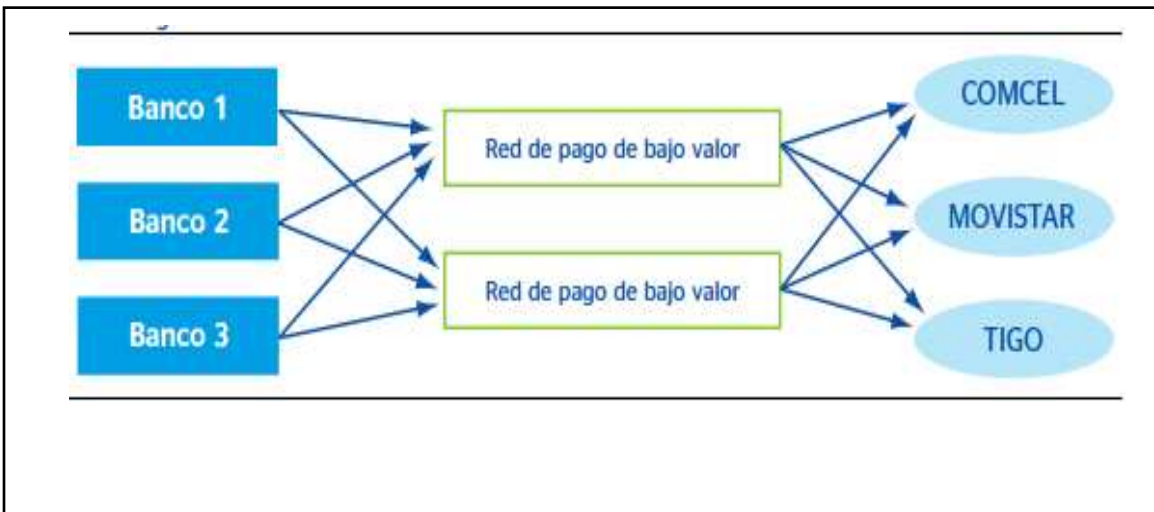 Banco 1
Banco 2
Banco 3
Red de pago de bajo valor
Red de pago de bajo valor
COMCEL
MOVISTAR
TIGO